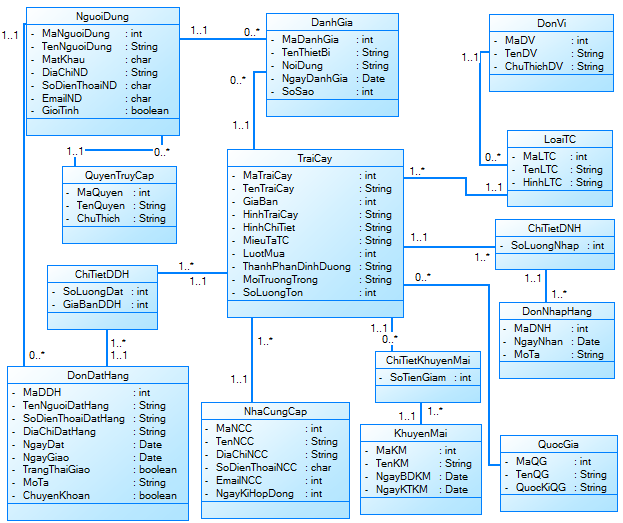 NguoiDung
- MaNguoiDung : int
- TenNguoiDung : String
- MatKhau : char
- DiaChiND : String
- SoDienThoaiND : char
- EmailND : char
- GioiTinh : boolean
1..1
1..1
0..*
DanhGia
- MaDanhGia : int
- TenThietBi : String
- NoiDung : String
- NgayDanhGia : Date
- SoSao : int
0..*
1..1
DonVi
- MaDV : int
- TenDV : String
- ChuThichDV : String
1..1
0..*
LoaiTC
- MaLTC : int
- TenLTC : String
- HinhLTC : String
1..*
1..1
1..1
0..*
QuyenTruyCap
- MaQuyen : int
- TenQuyen : String
- ChuThich : String
TraiCay
- MaTraiCay : int
- TenTraiCay : String
- GiaBan : int
- HinhTraiCay : String
- HinhChiTiet : String
- MieuTaTC : String
- LuotMua : int
- ThanhPhanDinhDuong : String
- MoiTruongTrong : String
- SoLuongTon : int
1..1
1..*
ChiTietDNH
- SoLuongNhap : int
1..1
1..*
DonNhapHang
- MaDNH : int
- NgayNhan : Date
- MoTa : String
1..*
1..1
ChiTietDDH
- SoLuongDat : int
- GiaBanDDH : int
1..*
1..1
0..*
DonDatHang
- MaDDH : int
- TenNguoiDatHang : String
- SoDienThoaiDatHang : String
- DiaChiDatHang : String
- NgayDat : Date
- NgayGiao : Date
- TrangThaiGiao : boolean
- MoTa : String
- ChuyenKhoan : boolean
1..*
1..1
NhaCungCap
- MaNCC : int
- TenNCC : String
- DiaChiNCC : String
- SoDienThoaiNCC : char
- EmailNCC : int
- NgayKiHopDong : int
1..1
0..*
ChiTietKhuyenMai
- SoTienGiam : int
1..1
1..*
KhuyenMai
- MaKM : int
- TenKM : String
- NgayBDKM : Date
- NgayKTKM : Date
0..*
QuocGia
- MaQG : int
- TenQG : String
- QuocKiQG : String